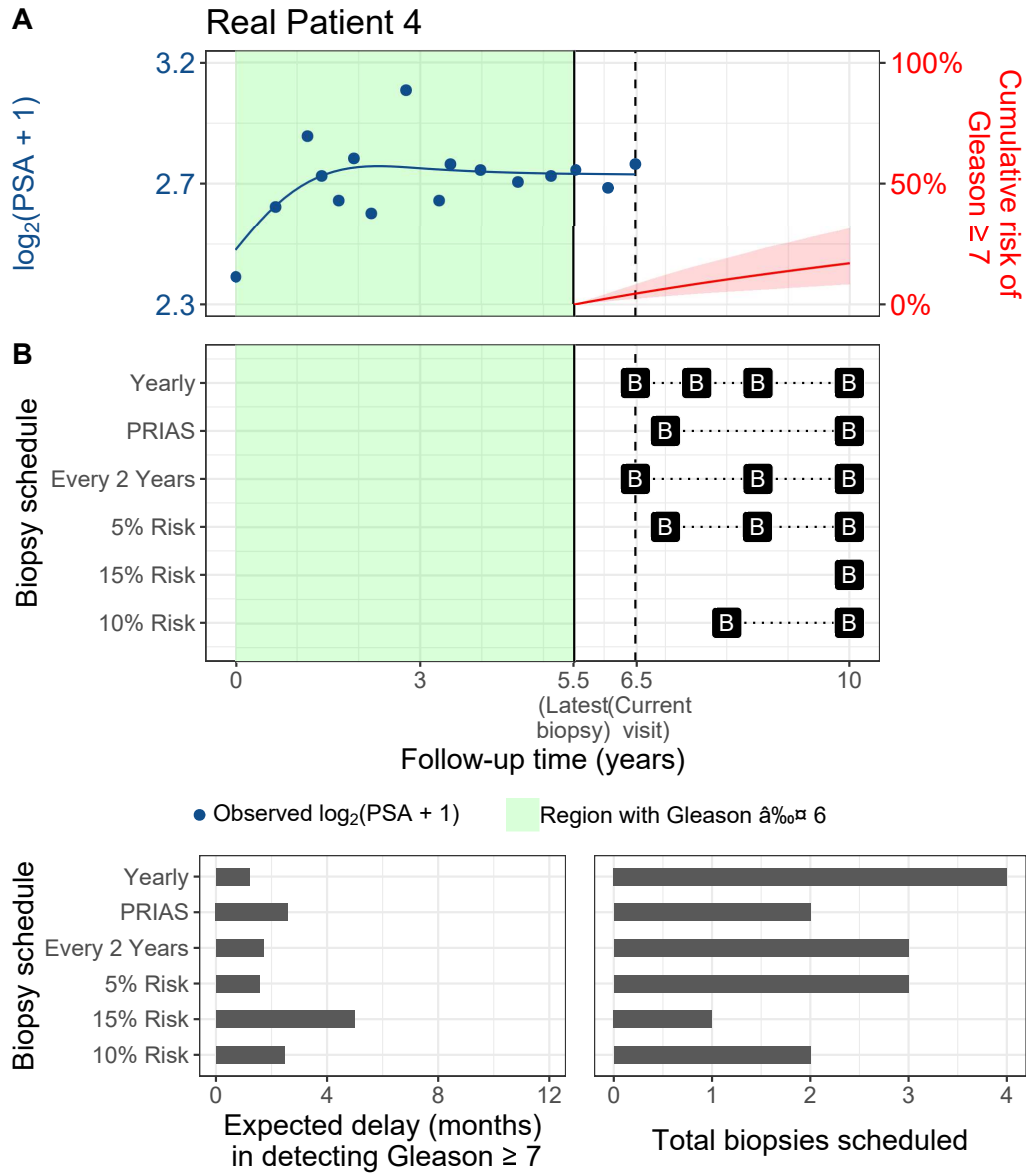 A
Real Patient 4
3.2
2.7
2.3
log₂(PSA + 1)
100%
50%
0%
Cumulative risk of
Gleason ≥ 7
B
Biopsy schedule
Yearly
B B B B
PRIAS
B B
Every 2 Years
B B B
5% Risk
B B B
15% Risk
B
10% Risk
B B
0 3 5.5 6.5 10
(Latest (Current
biopsy) visit)
Follow-up time (years)
Observed log₂(PSA + 1)
Region with Gleason â‰¤ 6
Biopsy schedule
Yearly
PRIAS
Every 2 Years
5% Risk
15% Risk
10% Risk
0 4 8 12
Expected delay (months)
in detecting Gleason ≥ 7
0 1 2 3 4
Total biopsies scheduled